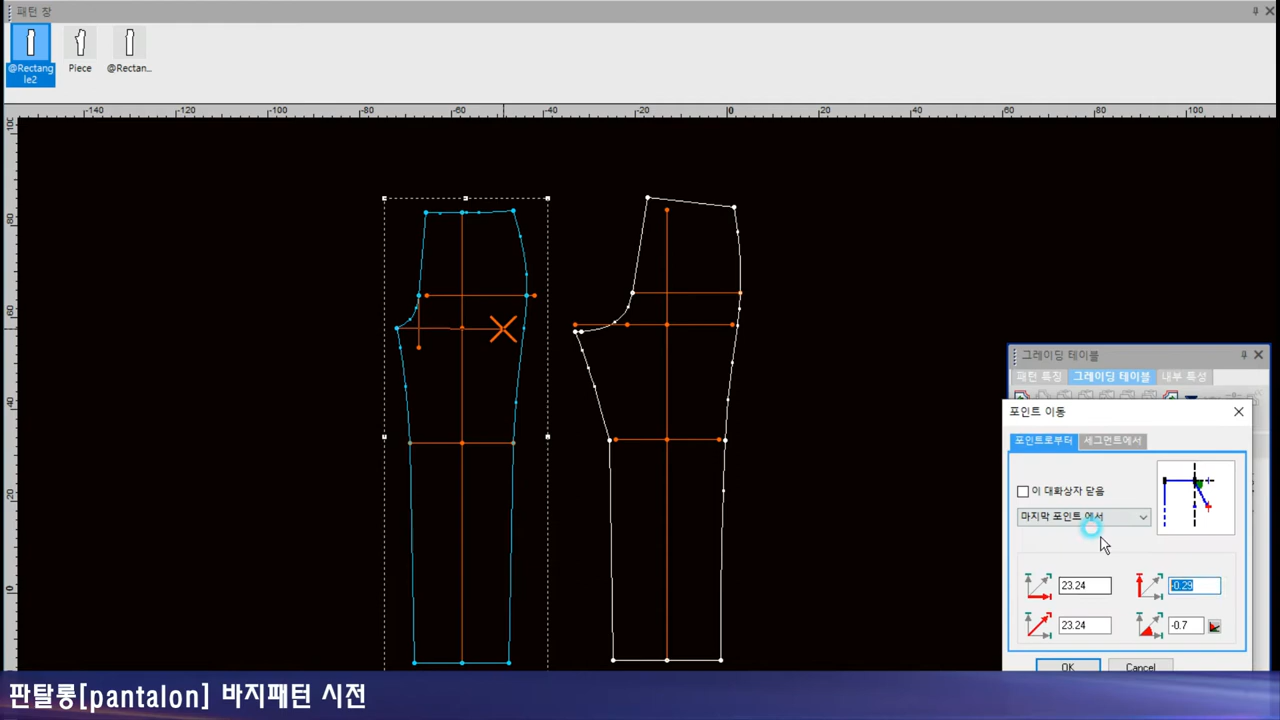 패턴 창
@Rectang
le2
Piece
@Rectan...
-140 -120 -100 -80 -60 -40 -20 0 20 40 60 80 100
100
80
60
40
20
0
그레이딩 테이블
패턴 특징 그레이딩 테이블 내부 특성
포인트 이동
포인트로부터 세그먼트에서
이 대화상자 닫음
마지막 포인트 에서
23.24 -0.29
23.24 -0.7
OK Cancel
판탈롱[pantalon] 바지패턴 시전